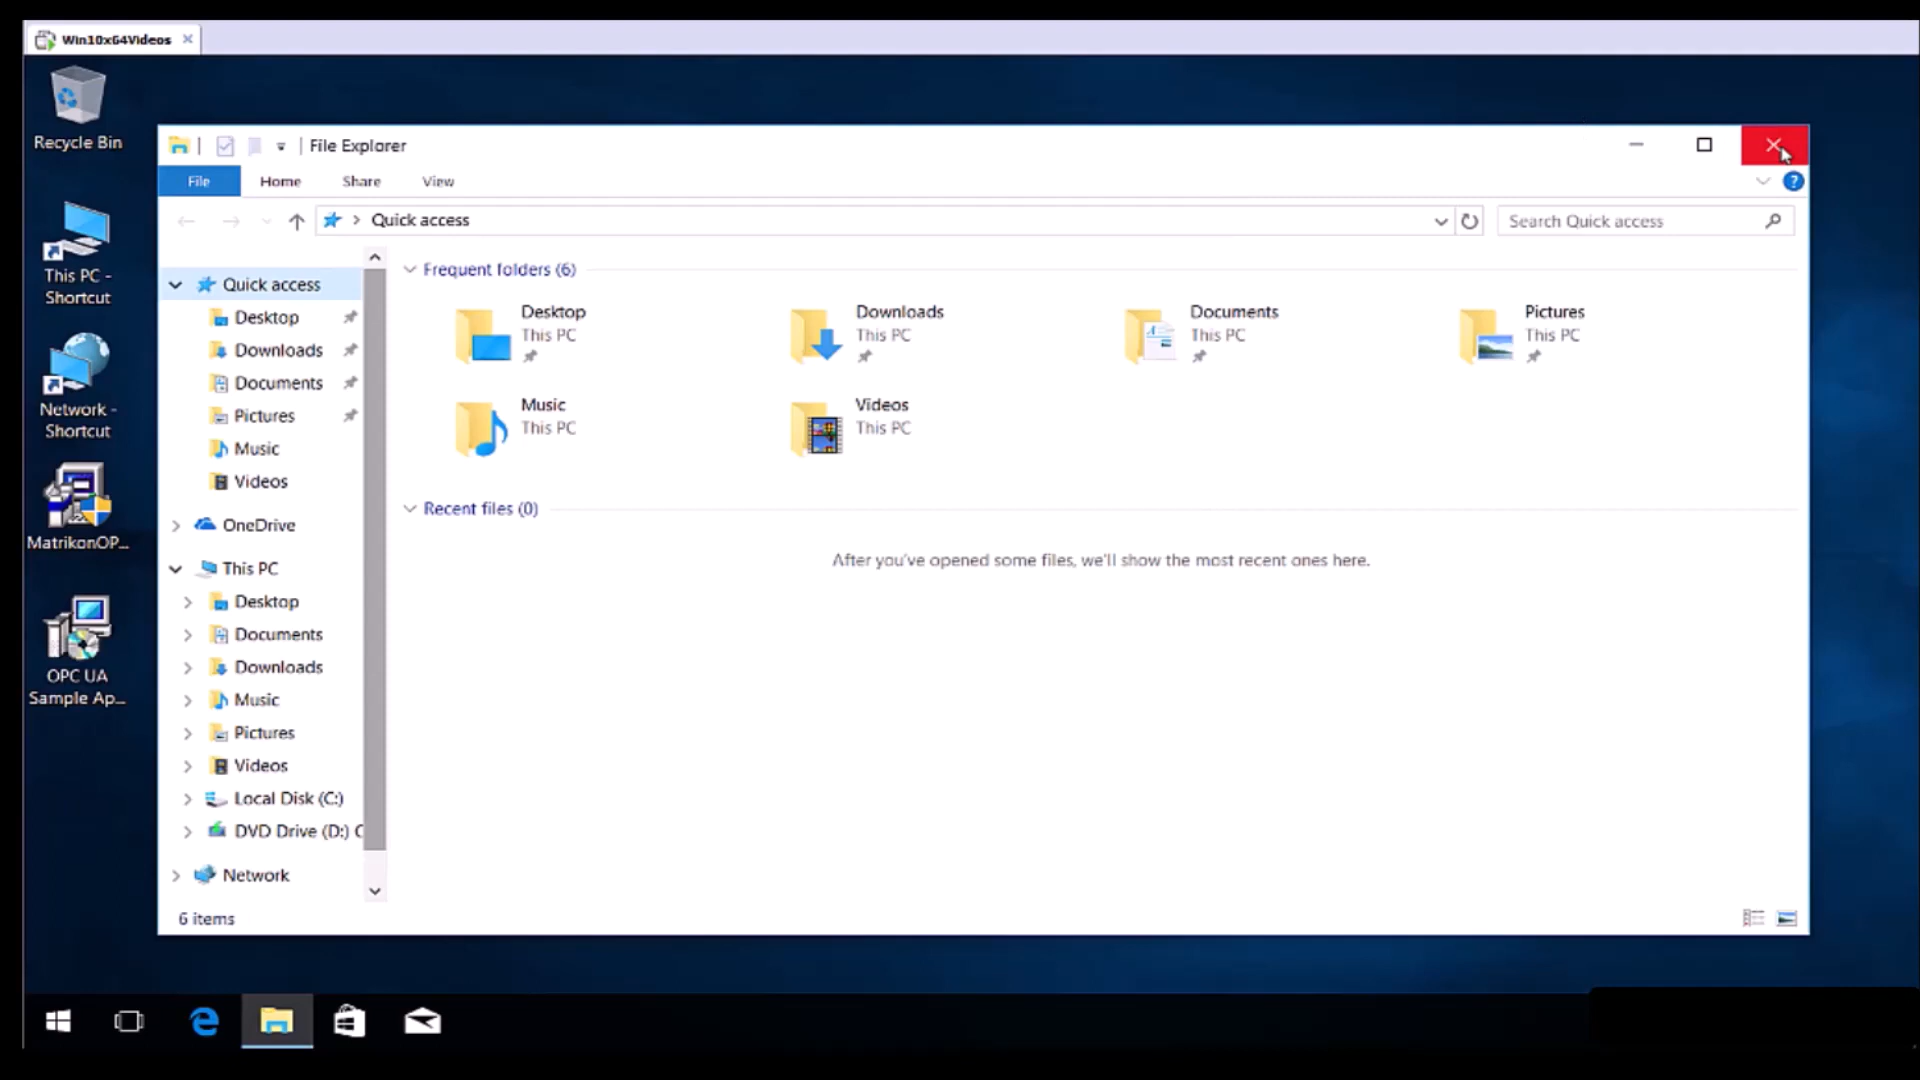 Win10x64Videos
Recycle Bin
This PC -
Shortcut
Network -
Shortcut
MatrikonOP...
OPC UA
Sample Ap...
File Explorer
File
Home
Share
View
Quick access
Search Quick access
Quick access
Desktop
Downloads
Documents
Pictures
Music
Videos
OneDrive
This PC
Desktop
Documents
Downloads
Music
Pictures
Videos
Local Disk (C:)
DVD Drive (D:) C
Network
Frequent folders (6)
Desktop
This PC
Downloads
This PC
Documents
This PC
Pictures
This PC
Music
This PC
Videos
This PC
Recent files (0)
After you've opened some files, we'll show the most recent ones here.
6 items